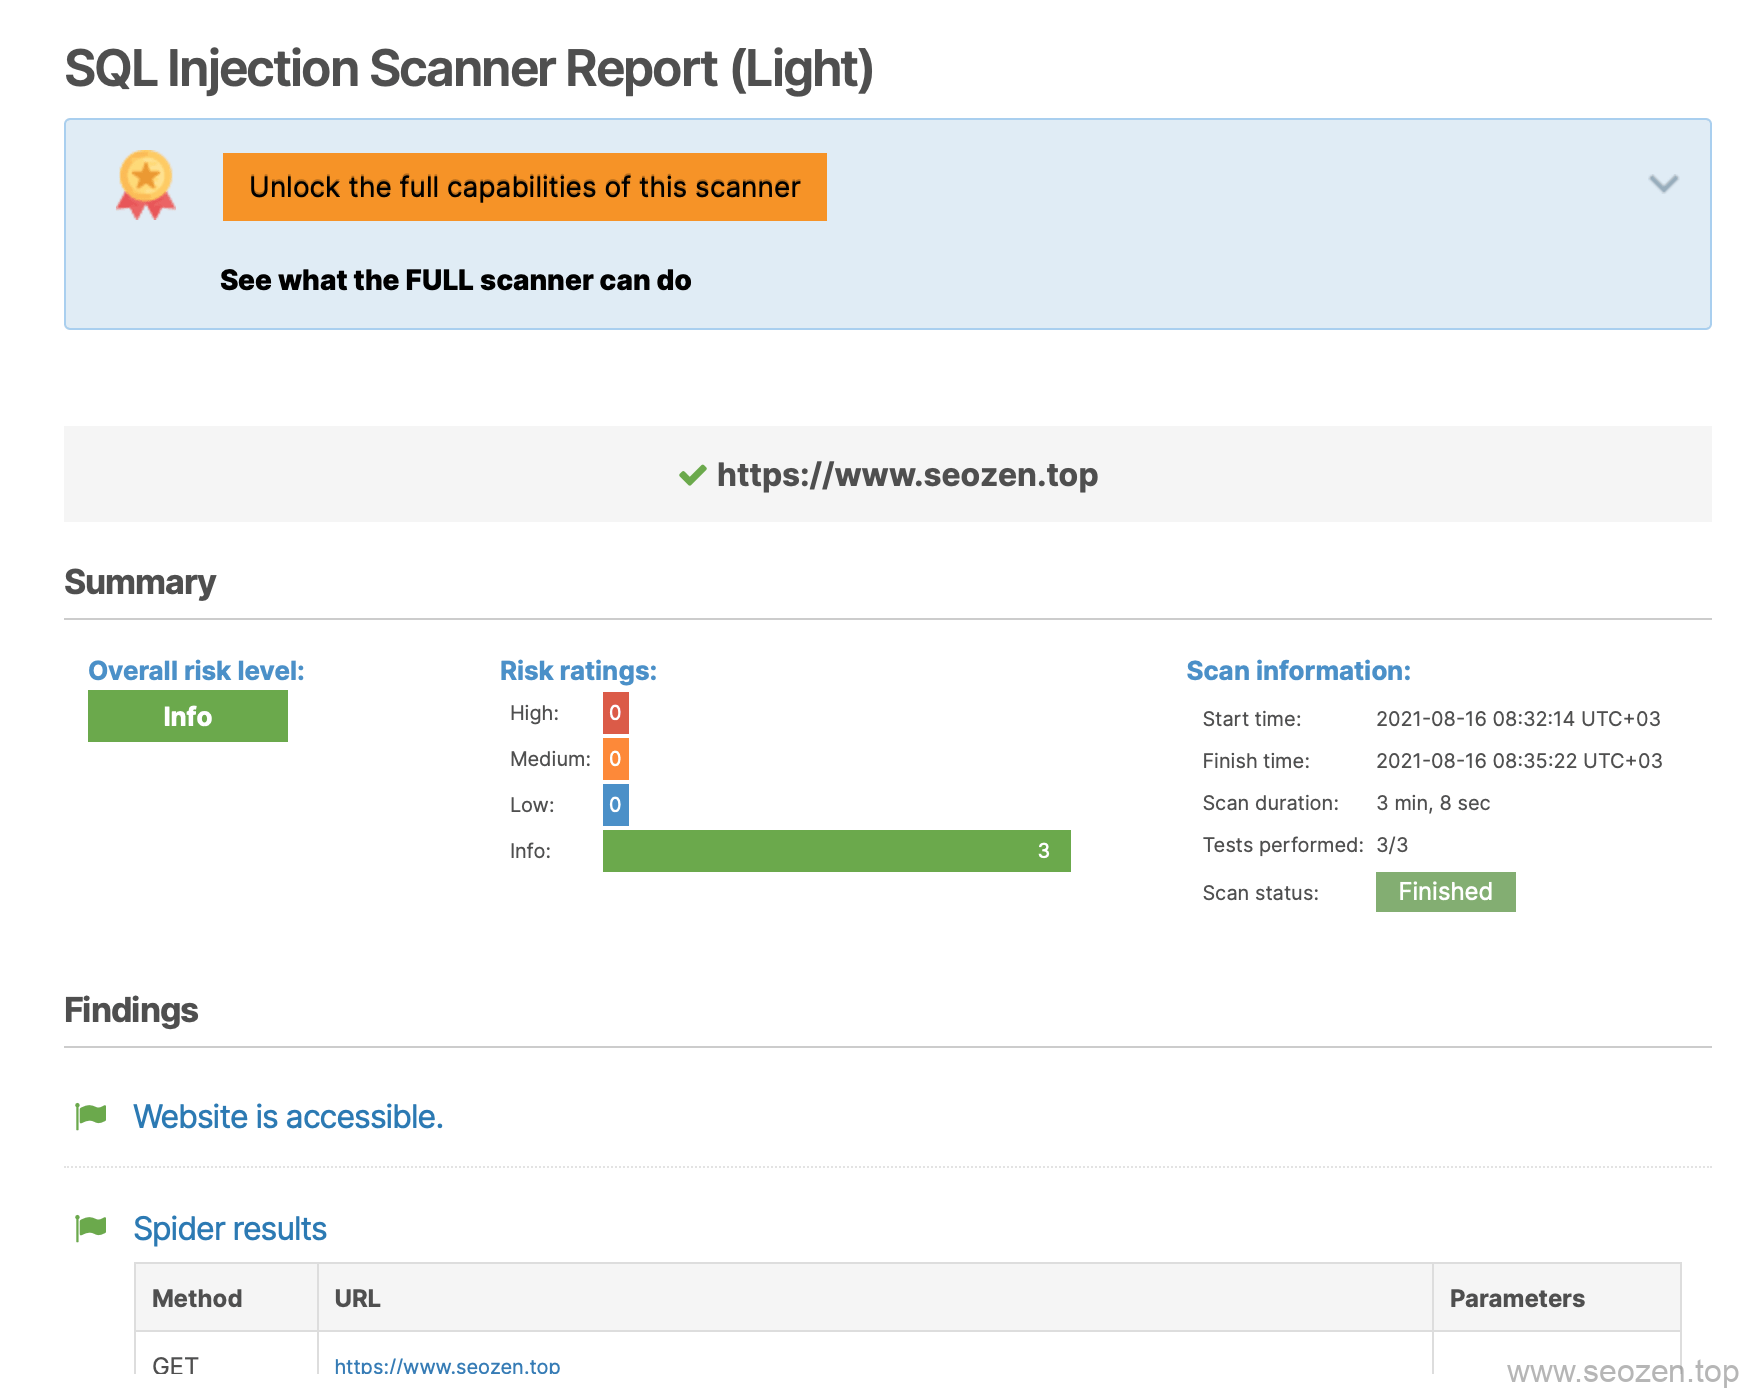 SQL Injection Scanner Report (Light)
Unlock the full capabilities of this scanner
See what the FULL scanner can do
https://www.seozen.top
Summary
Overall risk level:
Info
Risk ratings:
High: 0
Medium: 0
Low: 0
Info: 3
Scan information:
Start time: 2021-08-16 08:32:14 UTC+03
Finish time: 2021-08-16 08:35:22 UTC+03
Scan duration: 3 min, 8 sec
Tests performed: 3/3
Scan status: Finished
Findings
Website is accessible.
Spider results
Method URL Parameters
GET https://www.seozen.top
www.seozen.top